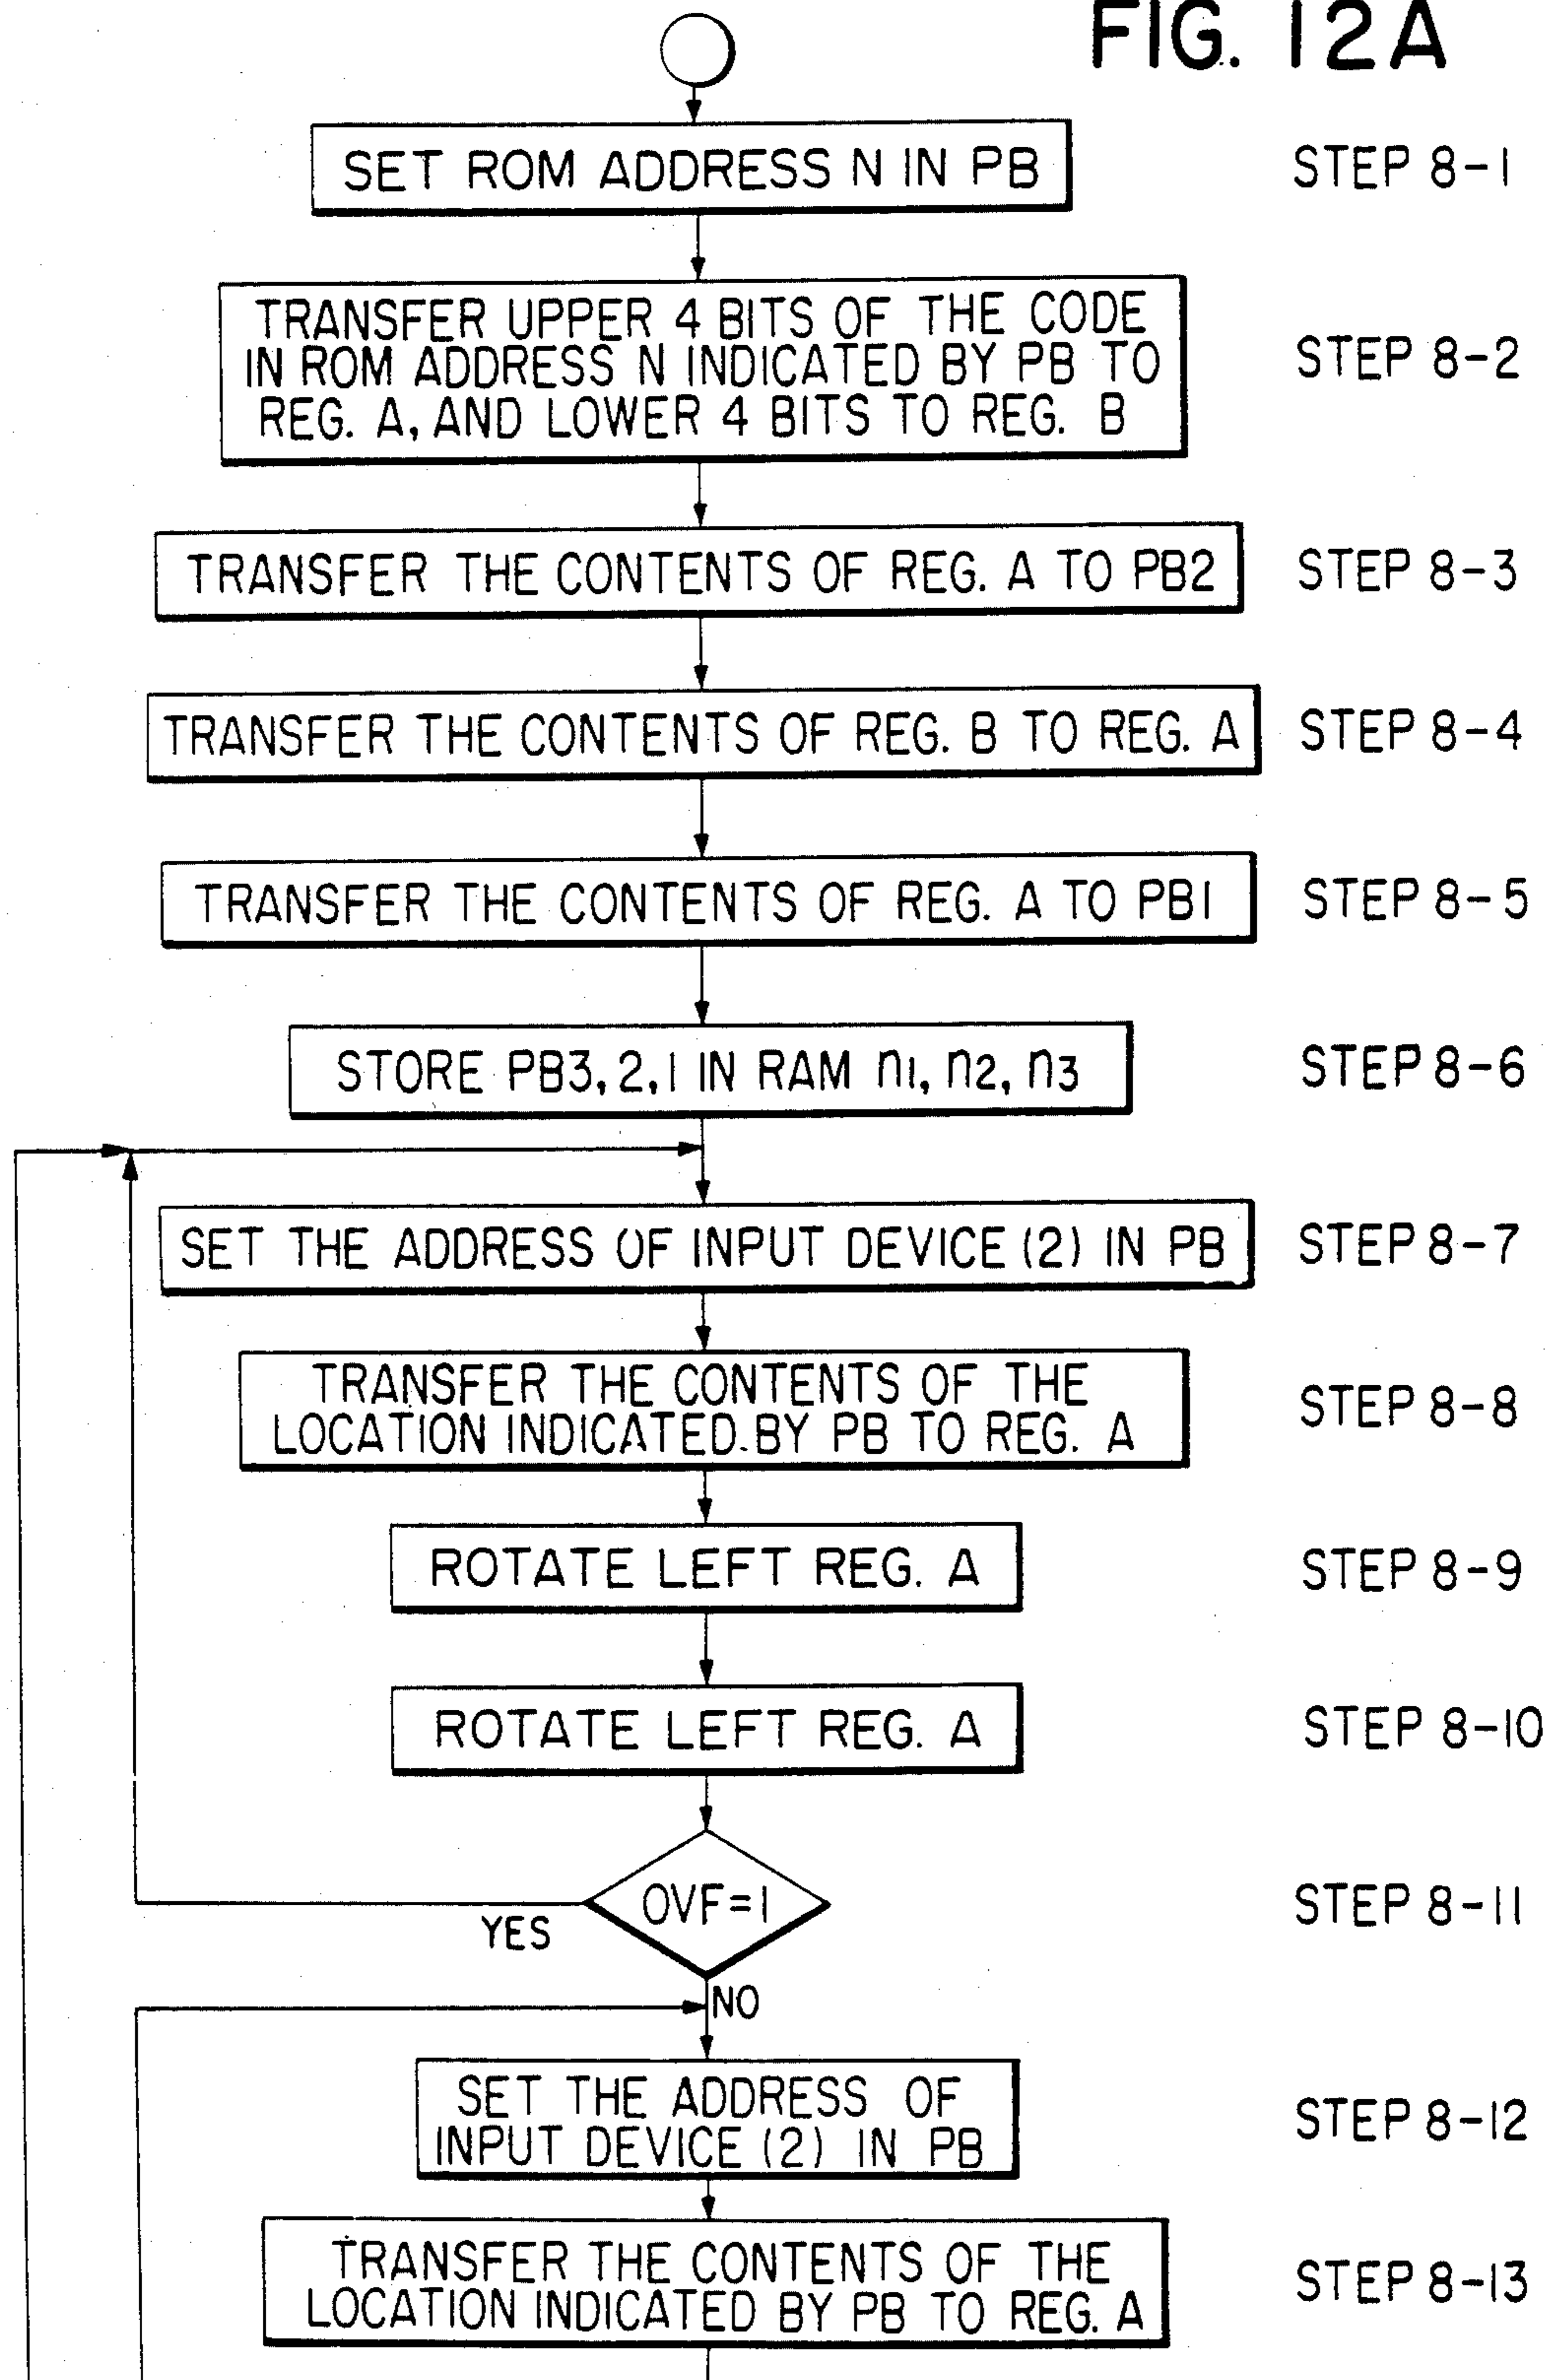 FIG. 12A
SET ROM ADDRESS N IN PB
STEP 8-1
TRANSFER UPPER 4 BITS OF THE CODE
IN ROM ADDRESS N INDICATED BY PB TO
REG. A, AND LOWER 4 BITS TO REG. B
STEP 8-2
TRANSFER THE CONTENTS OF REG. A TO PB2
STEP 8-3
TRANSFER THE CONTENTS OF REG. B TO REG. A
STEP 8-4
TRANSFER THE CONTENTS OF REG. A TO PB1
STEP 8-5
STORE PB3, 2, 1 IN RAM n1, n2, n3
STEP 8-6
SET THE ADDRESS OF INPUT DEVICE (2) IN PB
STEP 8-7
TRANSFER THE CONTENTS OF THE
LOCATION INDICATED BY PB TO REG. A
STEP 8-8
ROTATE LEFT REG. A
STEP 8-9
ROTATE LEFT REG. A
STEP 8-10
OVF=1
STEP 8-11
YES
NO
SET THE ADDRESS OF
INPUT DEVICE (2) IN PB
STEP 8-12
TRANSFER THE CONTENTS OF THE
LOCATION INDICATED BY PB TO REG. A
STEP 8-13